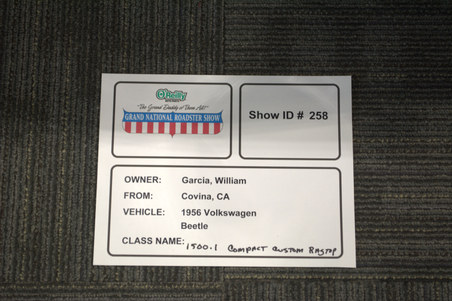 O'Reilly
"The Grand Daddy of Them All!"
GRAND NATIONAL ROADSTER SHOW
Show ID # 258
OWNER: Garcia, William
FROM: Covina, CA
VEHICLE: 1956 Volkswagen
Beetle
CLASS NAME: 1500.1 COMPACT CUSTOM RAGTOP